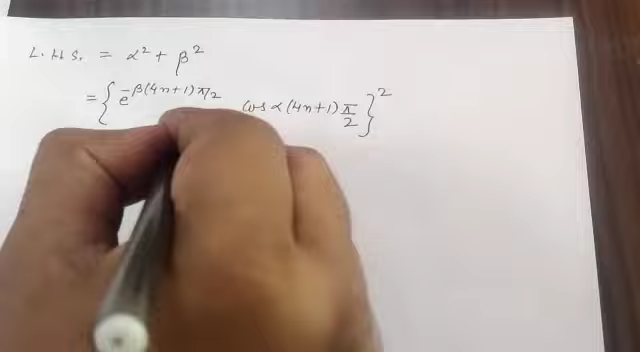 L.H.S. = α² + β²
= { e^{-β(4n+1)π/2} cos α (4n+1) π/2 }²